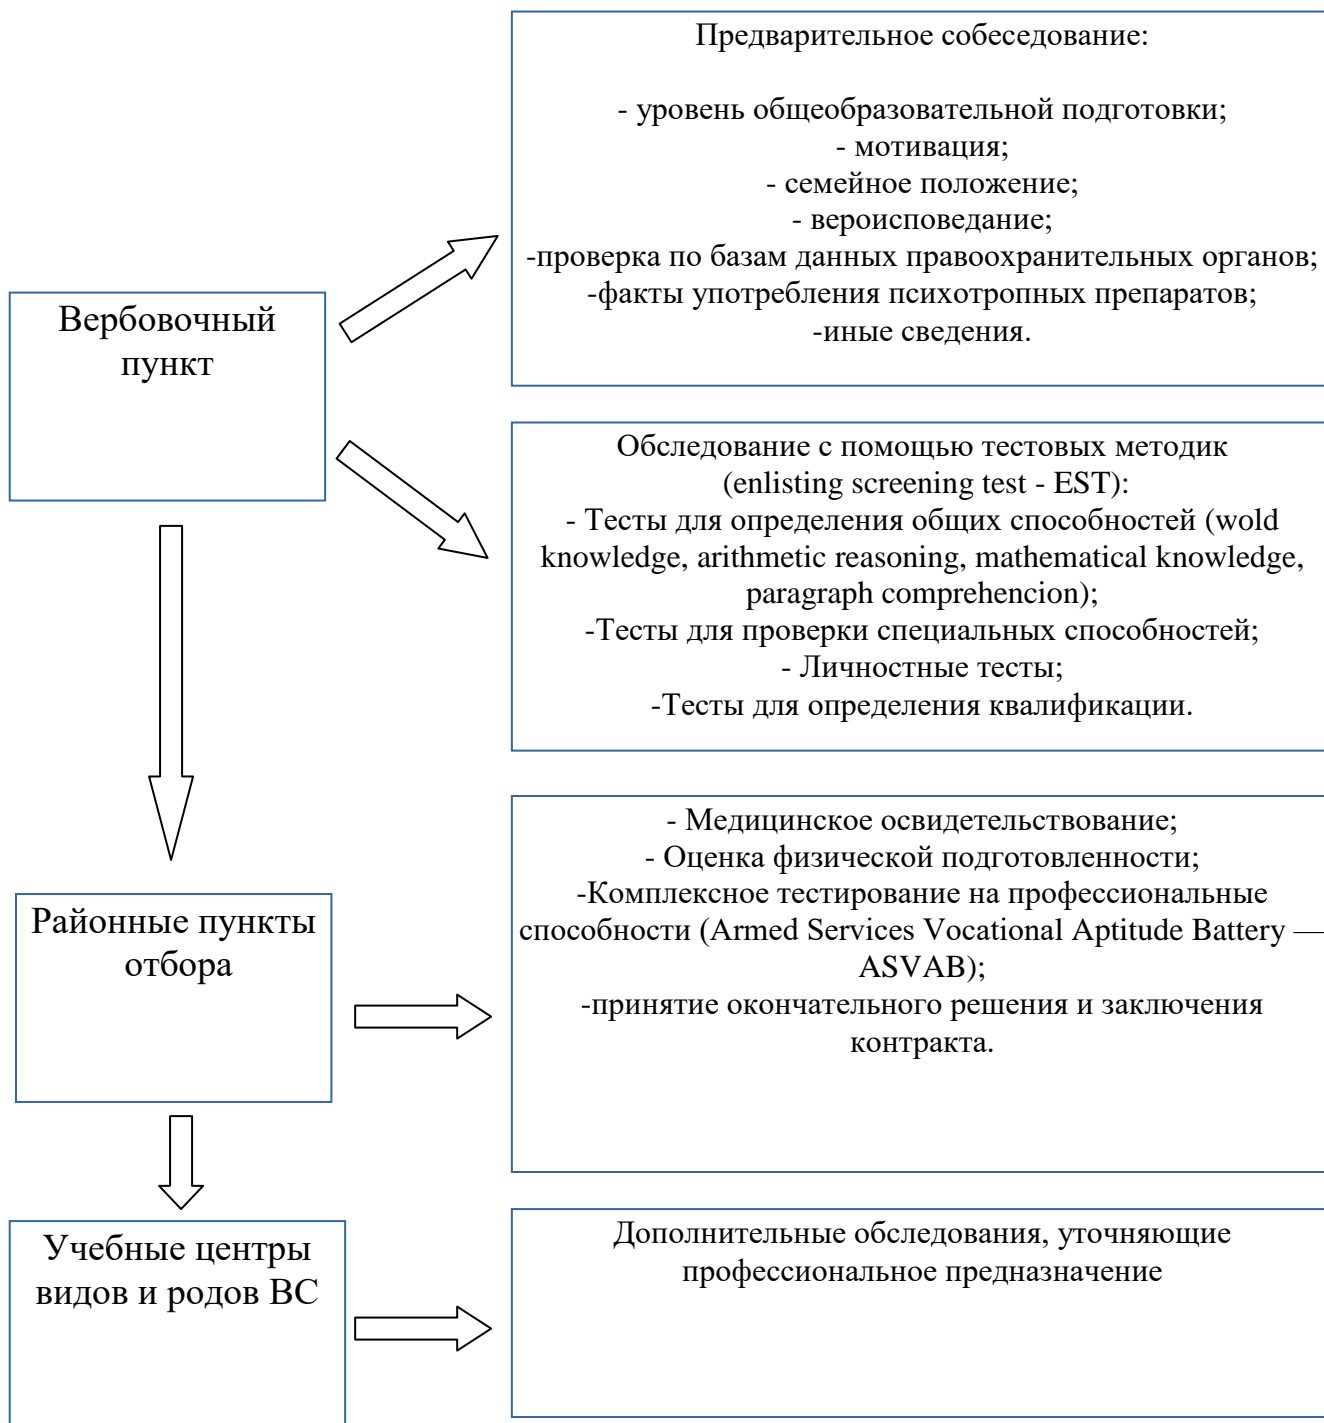 Предварительное собеседование:
- уровень общеобразовательной подготовки;
- мотивация;
- семейное положение;
- вероисповедание;
-проверка по базам данных правоохранительных органов;
-факты употребления психотропных препаратов;
-иные сведения.
Вербовочный
пункт
Обследование с помощью тестовых методик
(enlisting screening test - EST):
- Тесты для определения общих способностей (wold
knowledge, arithmetic reasoning, mathematical knowledge,
paragraph comprehencion);
-Тесты для проверки специальных способностей;
- Личностные тесты;
-Тесты для определения квалификации.
Районные пункты
отбора
- Медицинское освидетельствование;
- Оценка физической подготовленности;
-Комплексное тестирование на профессиональные
способности (Armed Services Vocational Aptitude Battery —
ASVAB);
-принятие окончательного решения и заключения
контракта.
Учебные центры
видов и родов ВС
Дополнительные обследования, уточняющие
профессиональное предназначение